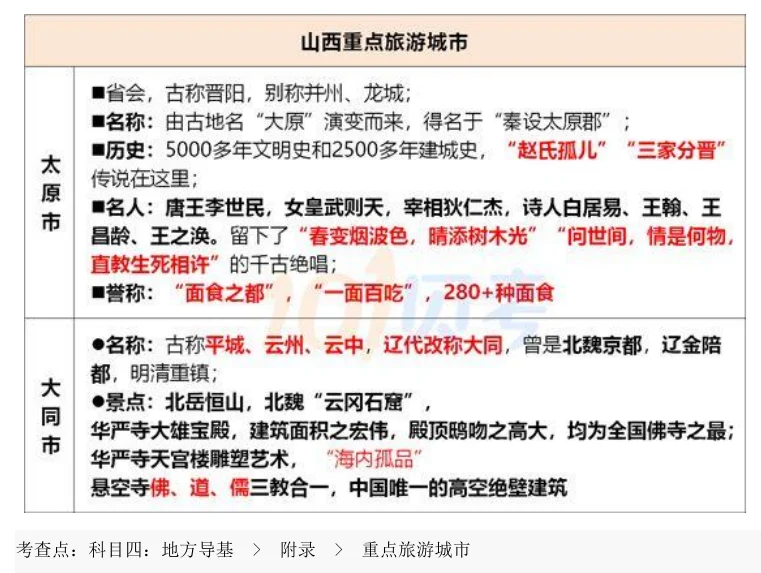 山西重点旅游城市
太原市
■省会，古称晋阳，别称并州、龙城；
■名称：由古地名“大原”演变而来，得名于“秦设太原郡”；
■历史：5000多年文明史和2500多年建城史，“赵氏孤儿”“三家分晋”
传说在这里；
■名人：唐王李世民，女皇武则天，宰相狄仁杰，诗人白居易、王翰、王
昌龄、王之涣。留下了“春变烟波色，晴添树木光”“问世间，情是何物，
直教生死相许”的千古绝唱；
■誉称：“面食之都”，“一面百吃”，280+种面食
大同市
●名称：古称平城、云州、云中，辽代改称大同，曾是北魏京都，辽金陪
都，明清重镇；
●景点：北岳恒山，北魏“云冈石窟”，
华严寺大雄宝殿，建筑面积之宏伟，殿顶鸱吻之高大，均为全国佛寺之最；
华严寺天宫楼雕塑艺术，“海内孤品”
悬空寺佛、道、儒三教合一，中国唯一的高空绝壁建筑
101师考
考查点：科目四：地方导基 > 附录 > 重点旅游城市